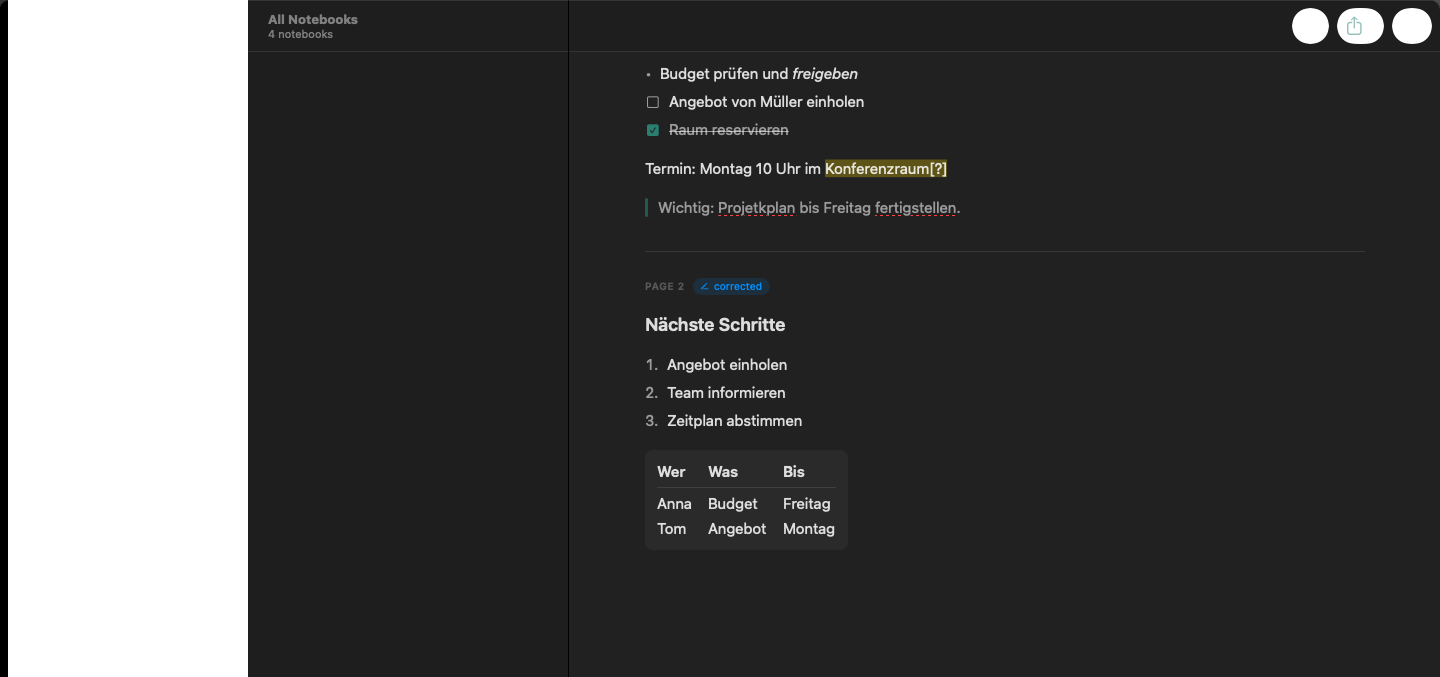 All Notebooks
4 notebooks
• Budget prüfen und freigeben
☐ Angebot von Müller einholen
☑ Raum reservieren
Termin: Montag 10 Uhr im Konferenzraum[?]
Wichtig: Projetkplan bis Freitag fertigstellen.
PAGE 2 corrected
Nächste Schritte
1. Angebot einholen
2. Team informieren
3. Zeitplan abstimmen
Wer Was Bis
Anna Budget Freitag
Tom Angebot Montag